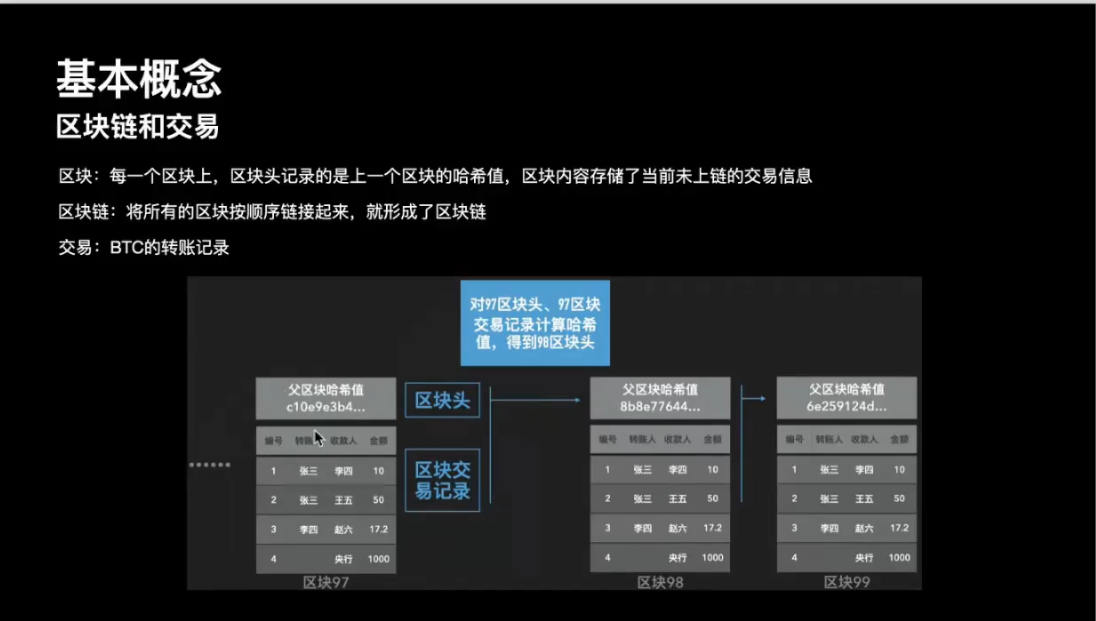 基本概念
区块链和交易
区块：每一个区块上，区块头记录的是上一个区块的哈希值，区块内容存储了当前未上链的交易信息
区块链：将所有的区块按顺序链接起来，就形成了区块链
交易：BTC的转账记录
对97区块头、97区块
交易记录计算哈希
值，得到98区块头
父区块哈希值
c10e9e3b4...
编号 转账 收款人 金额
1 张三 李四 10
2 张三 王五 50
3 李四 赵六 17.2
4 央行 1000
区块97
区块头
区块交
易记录
父区块哈希值
8b8e77644...
编号 转账人 收款人 金额
1 张三 李四 10
2 张三 王五 50
3 李四 赵六 17.2
4 央行 1000
区块98
父区块哈希值
6e259124d...
编号 转账人 收款人 金额
1 张三 李四 10
2 张三 王五 50
3 李四 赵六 17.2
4 央行 1000
区块99